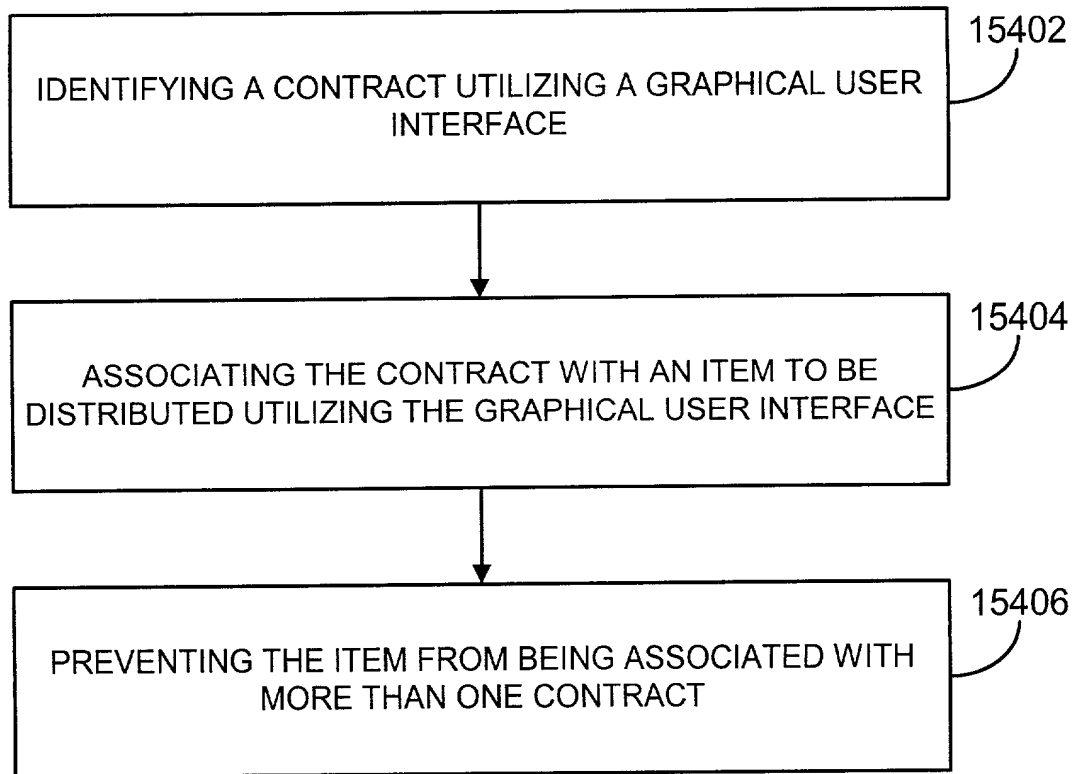 15402
IDENTIFYING A CONTRACT UTILIZING A GRAPHICAL USER
INTERFACE
15404
ASSOCIATING THE CONTRACT WITH AN ITEM TO BE
DISTRIBUTED UTILIZING THE GRAPHICAL USER INTERFACE
15406
PREVENTING THE ITEM FROM BEING ASSOCIATED WITH
MORE THAN ONE CONTRACT